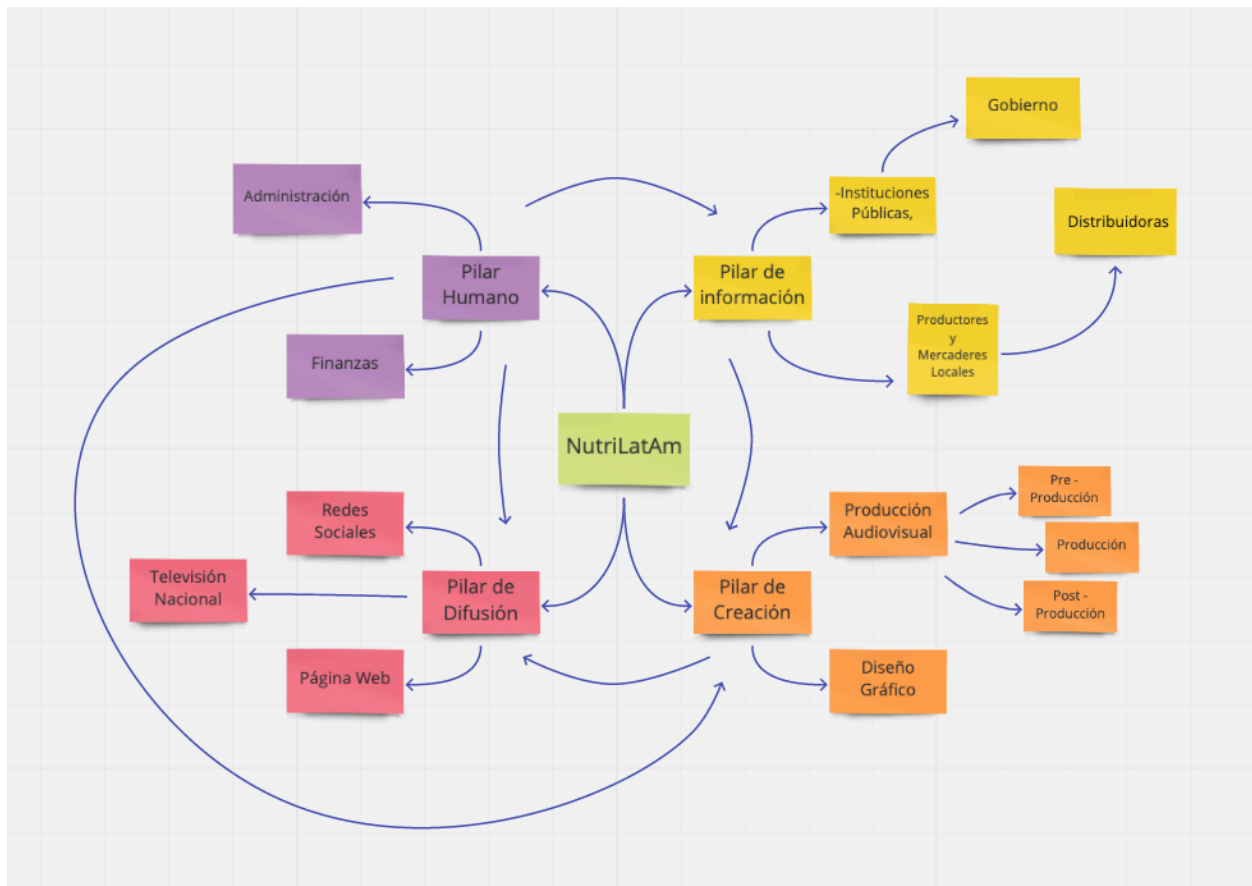 Gobierno
Administración
-Instituciones
Públicas,
Distribuidoras
Pilar
Humano
Pilar de
información
Productores
y
Mercaderes
Locales
Finanzas
NutriLatAm
Redes
Sociales
Producción
Audiovisual
Pre -
Producción
Producción
Post -
Producción
Televisión
Nacional
Pilar de
Difusión
Pilar de
Creación
Página Web
Diseño
Gráfico